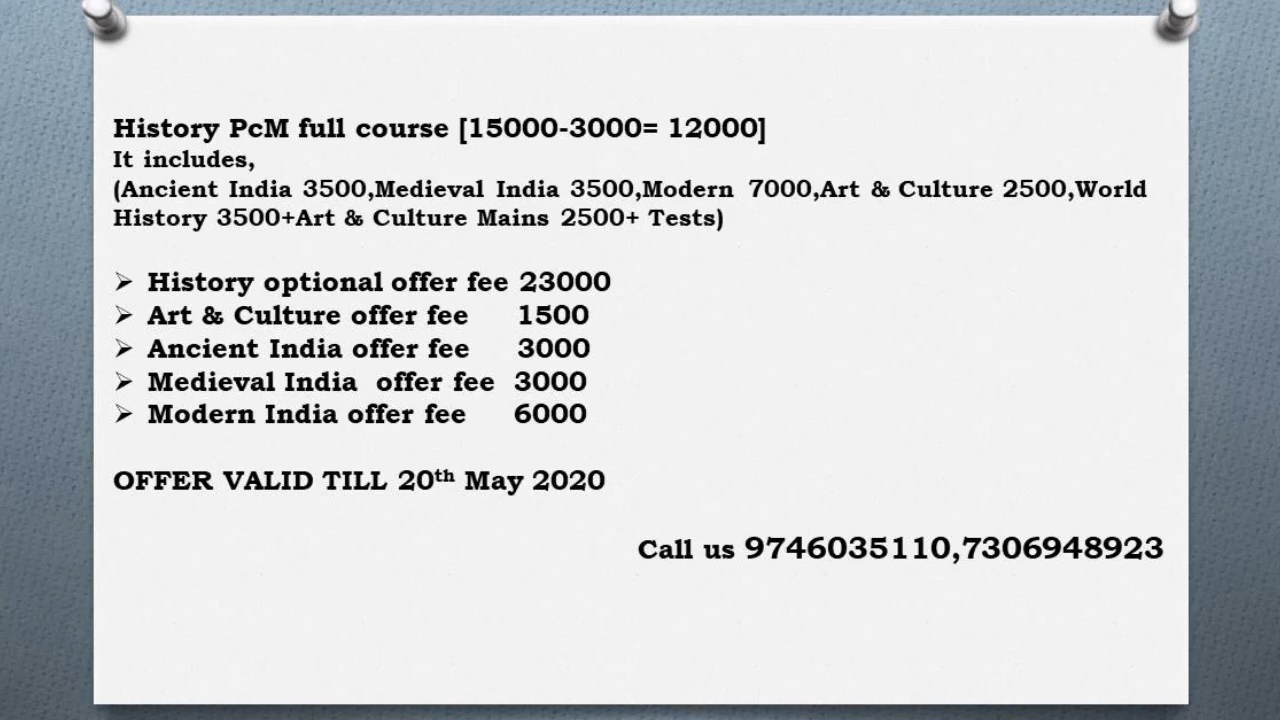 History PcM full course [15000-3000= 12000]
It includes,
(Ancient India 3500,Medieval India 3500,Modern 7000,Art & Culture 2500,World
History 3500+Art & Culture Mains 2500+ Tests)
➢ History optional offer fee 23000
➢ Art & Culture offer fee 1500
➢ Ancient India offer fee 3000
➢ Medieval India offer fee 3000
➢ Modern India offer fee 6000
OFFER VALID TILL 20th May 2020
Call us 9746035110,7306948923